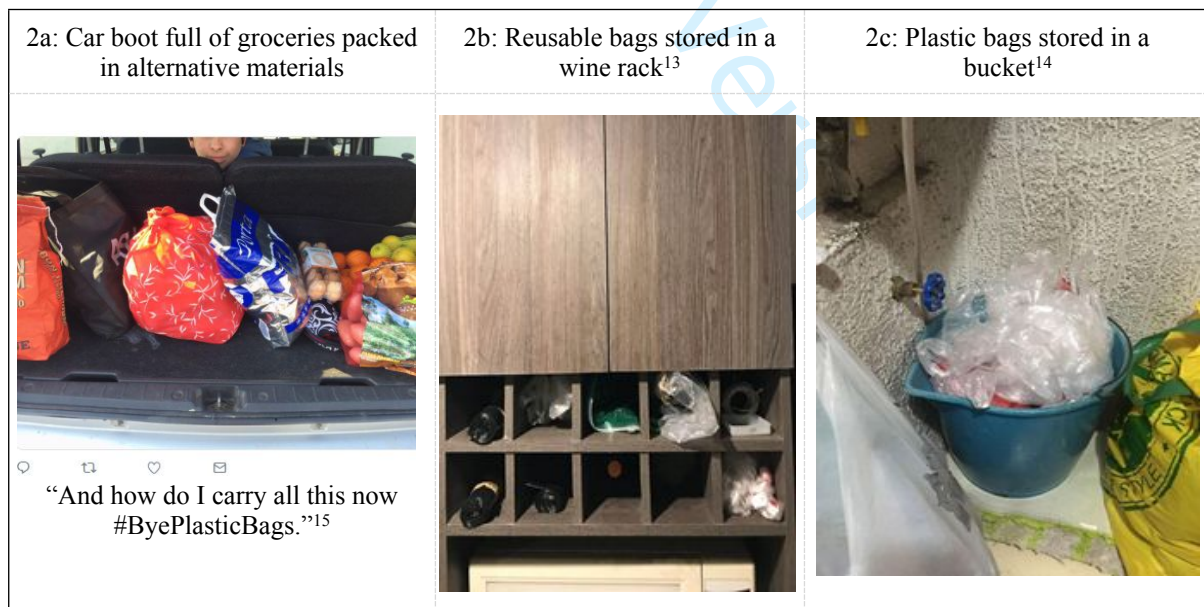 2a: Car boot full of groceries packed
in alternative materials
2b: Reusable bags stored in a
wine rack13
2c: Plastic bags stored in a
bucket14
“And how do I carry all this now
#ByePlasticBags.”15
STYLE